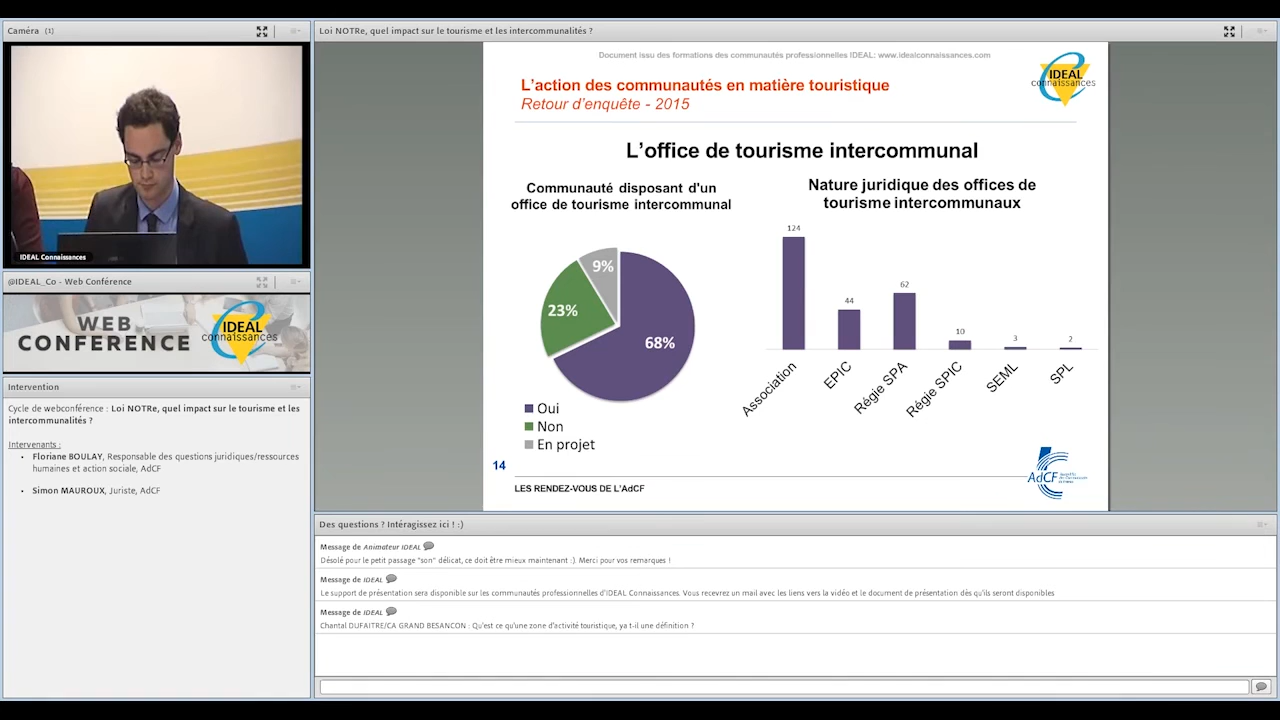 Caméra (1)
IDEAL Connaissances
@IDEAL_Co - Web Conférence
WEB
CONFERENCE
IDEAL
connaissances
Intervention
Cycle de webconférence : Loi NOTRe, quel impact sur le tourisme et les
intercommunalités ?
Intervenants :
• Floriane BOULAY, Responsable des questions juridiques/ressources
humaines et action sociale, AdCF
• Simon MAUROUX, Juriste, AdCF
Loi NOTRe, quel impact sur le tourisme et les intercommunalités ?
Document issu des formations des communautés professionnelles IDEAL: www.idealconnaissances.com
L'action des communautés en matière touristique
Retour d'enquête - 2015
IDEAL
connaissances
L'office de tourisme intercommunal
Communauté disposant d'un
office de tourisme intercommunal
9%
23%
68%
Oui
Non
En projet
Nature juridique des offices de
tourisme intercommunaux
124
44
62
10
3
2
Association
EPIC
Régie SPA
Régie SPIC
SEML
SPL
14
LES RENDEZ-VOUS DE L'AdCF
AdCF
Des questions ? Intéragissez ici ! :)
Message de Animateur IDEAL
Désolé pour le petit passage "son" délicat, ce doit être mieux maintenant :). Merci pour vos remarques !
Message de IDEAL
Le support de présentation sera disponible sur les communautés professionnelles d'IDEAL Connaissances. Vous recevrez un mail avec les liens vers la vidéo et le document de présentation dès qu'ils seront disponibles
Message de IDEAL
Chantal DUFAITRE/CA GRAND BESANCON : Qu'est ce qu'une zone d'activité touristique, ya t-il une définition ?